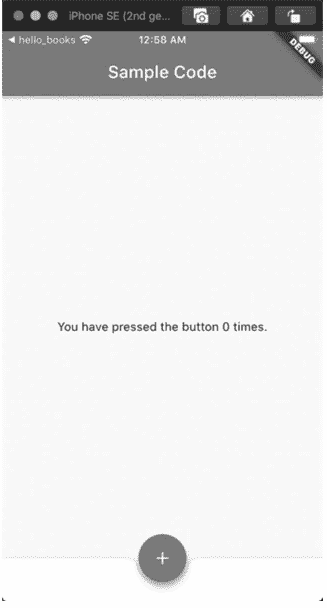 iPhone SE (2nd ge...
◀ hello_books 12:58 AM
DEBUG
Sample Code
You have pressed the button 0 times.
+